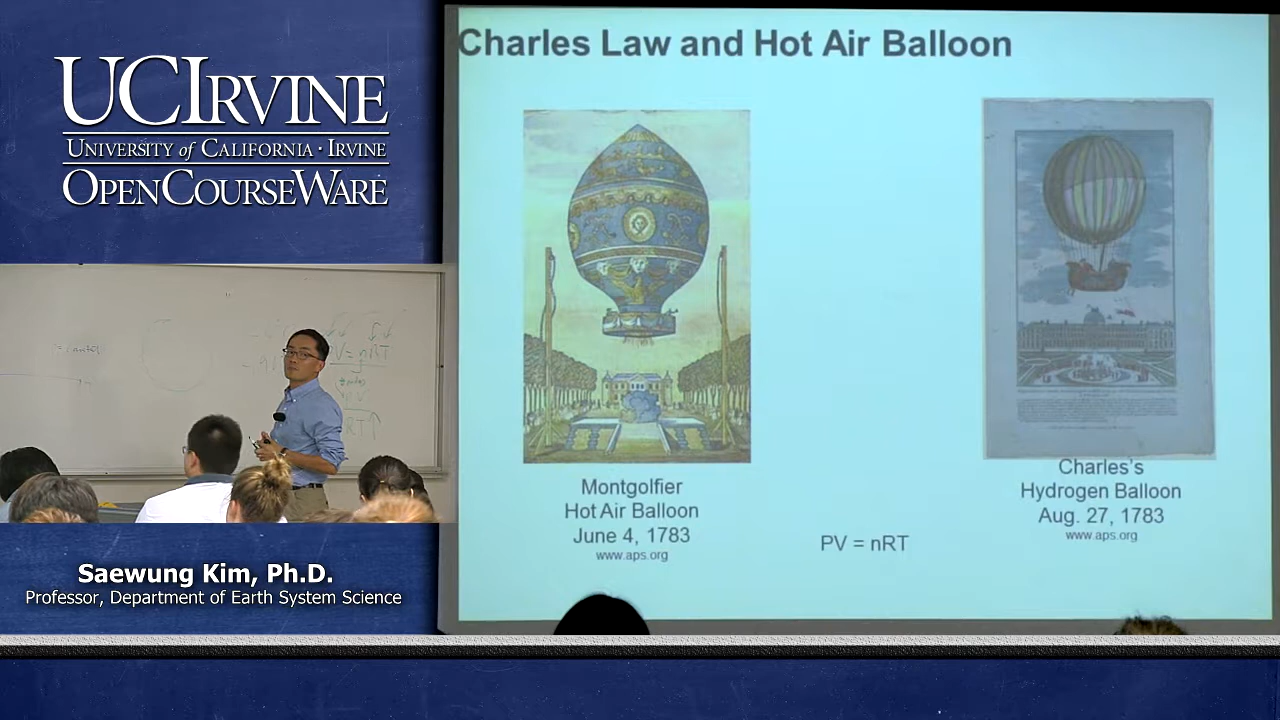 UCIRVINE
UNIVERSITY of CALIFORNIA · IRVINE
OPENCOURSEWARE
Saewung Kim, Ph.D.
Professor, Department of Earth System Science
Charles Law and Hot Air Balloon
Montgolfier
Hot Air Balloon
June 4, 1783
www.aps.org
PV = nRT
Charles's
Hydrogen Balloon
Aug. 27, 1783
www.aps.org
V = nRT
RT↑